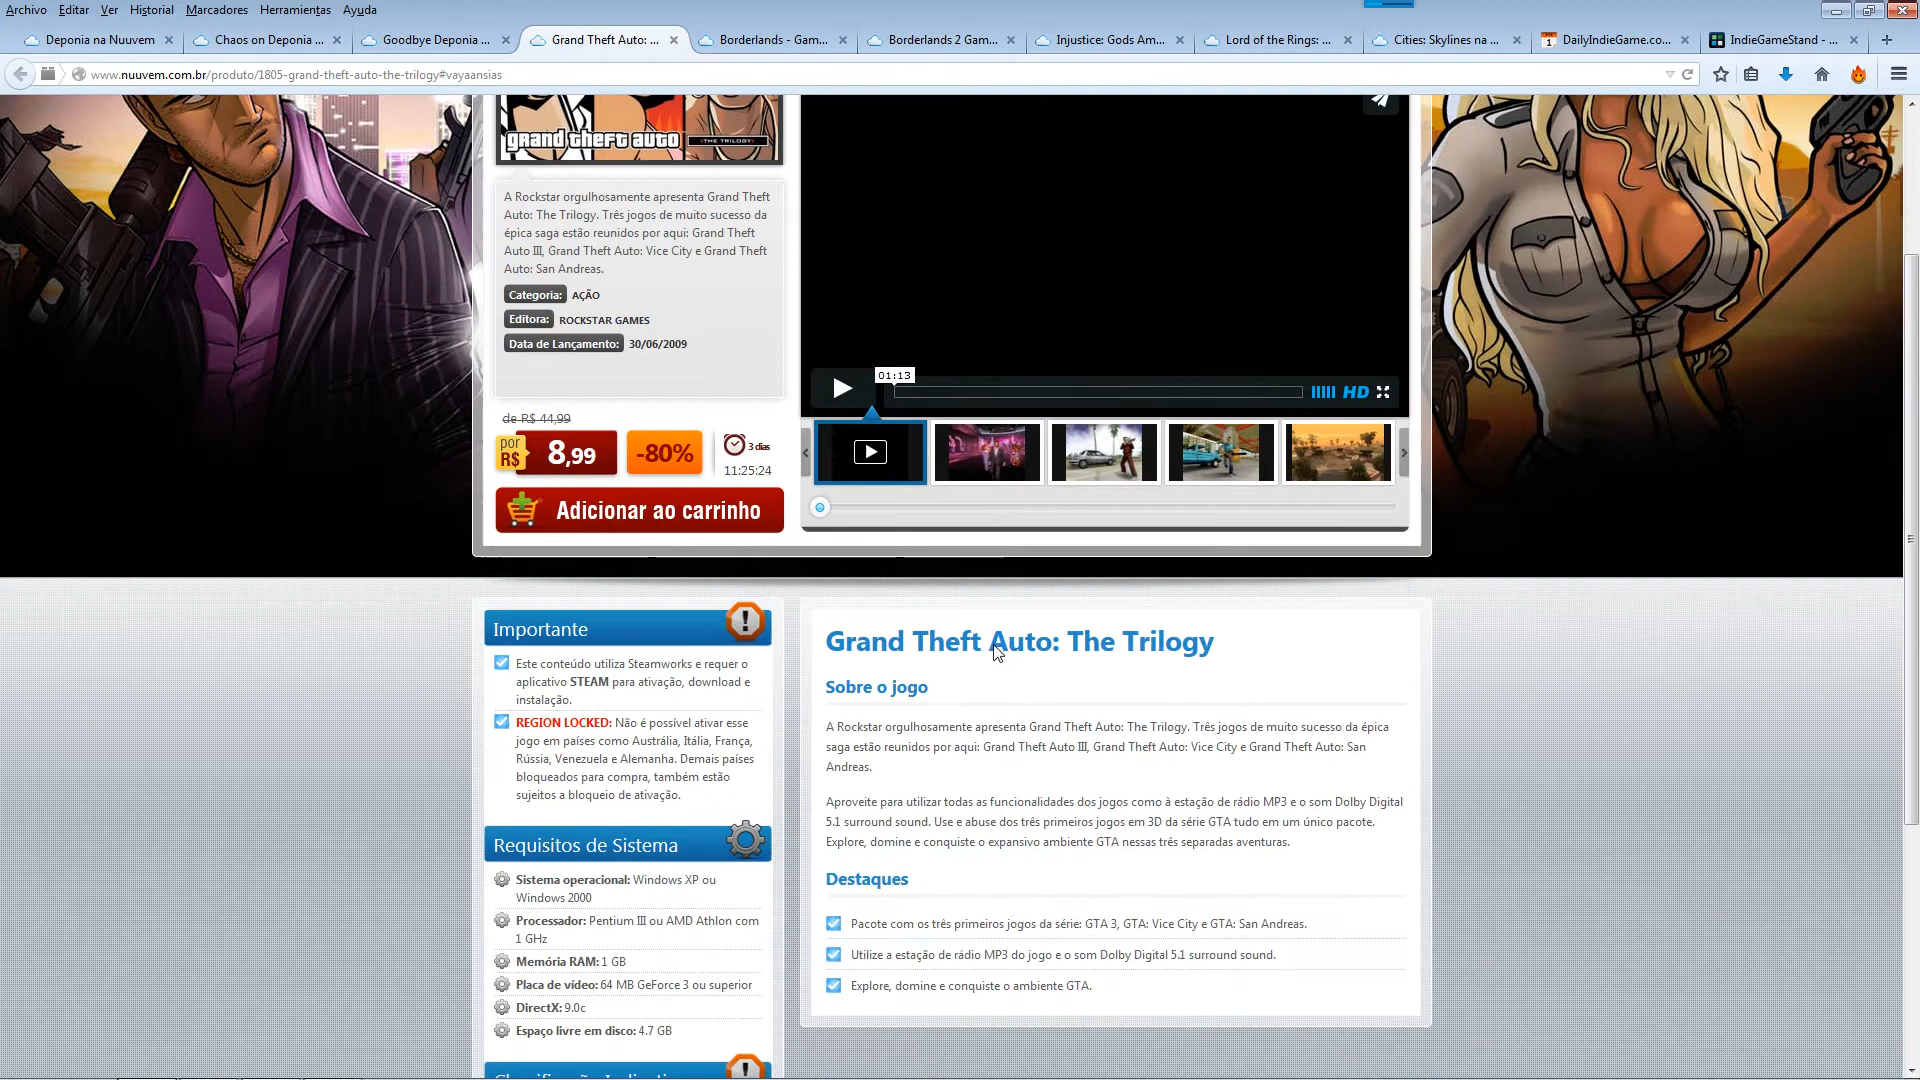 Archivo Editar Ver Historial Marcadores Herramientas Ayuda
Deponia na Nuuvem Chaos on Deponia ... Goodbye Deponia ... Grand Theft Auto: ... Borderlands - Gam... Borderlands 2 Gam... Injustice: Gods Am... Lord of the Rings: ... Cities: Skylines na ... DailyIndieGame.co... IndieGameStand - ...
www.nuuvem.com.br/produto/1805-grand-theft-auto-the-trilogy#vayaansias
grand theft auto THE TRILOGY
A Rockstar orgulhosamente apresenta Grand Theft
Auto: The Trilogy. Três jogos de muito sucesso da
épica saga estão reunidos por aqui: Grand Theft
Auto III, Grand Theft Auto: Vice City e Grand Theft
Auto: San Andreas.
Categoria: AÇÃO
Editora: ROCKSTAR GAMES
Data de Lançamento: 30/06/2009
01:13
HD
de R$ 44,99
por R$ 8,99 -80% 3 dias
11:25:24
Adicionar ao carrinho
Importante
Este conteúdo utiliza Steamworks e requer o
aplicativo STEAM para ativação, download e
instalação.
REGION LOCKED: Não é possível ativar esse
jogo em países como Austrália, Itália, França,
Rússia, Venezuela e Alemanha. Demais países
bloqueados para compra, também estão
sujeitos a bloqueio de ativação.
Requisitos de Sistema
Sistema operacional: Windows XP ou
Windows 2000
Processador: Pentium III ou AMD Athlon com
1 GHz
Memória RAM: 1 GB
Placa de vídeo: 64 MB GeForce 3 ou superior
DirectX: 9.0c
Espaço livre em disco: 4.7 GB
Grand Theft Auto: The Trilogy
Sobre o jogo
A Rockstar orgulhosamente apresenta Grand Theft Auto: The Trilogy. Três jogos de muito sucesso da épica
saga estão reunidos por aqui: Grand Theft Auto III, Grand Theft Auto: Vice City e Grand Theft Auto: San
Andreas.
Aproveite para utilizar todas as funcionalidades dos jogos como à estação de rádio MP3 e o som Dolby Digital
5.1 surround sound. Use e abuse dos três primeiros jogos em 3D da série GTA tudo em um único pacote.
Explore, domine e conquiste o expansivo ambiente GTA nessas três separadas aventuras.
Destaques
Pacote com os três primeiros jogos da série: GTA 3, GTA: Vice City e GTA: San Andreas.
Utilize a estação de rádio MP3 do jogo e o som Dolby Digital 5.1 surround sound.
Explore, domine e conquiste o ambiente GTA.